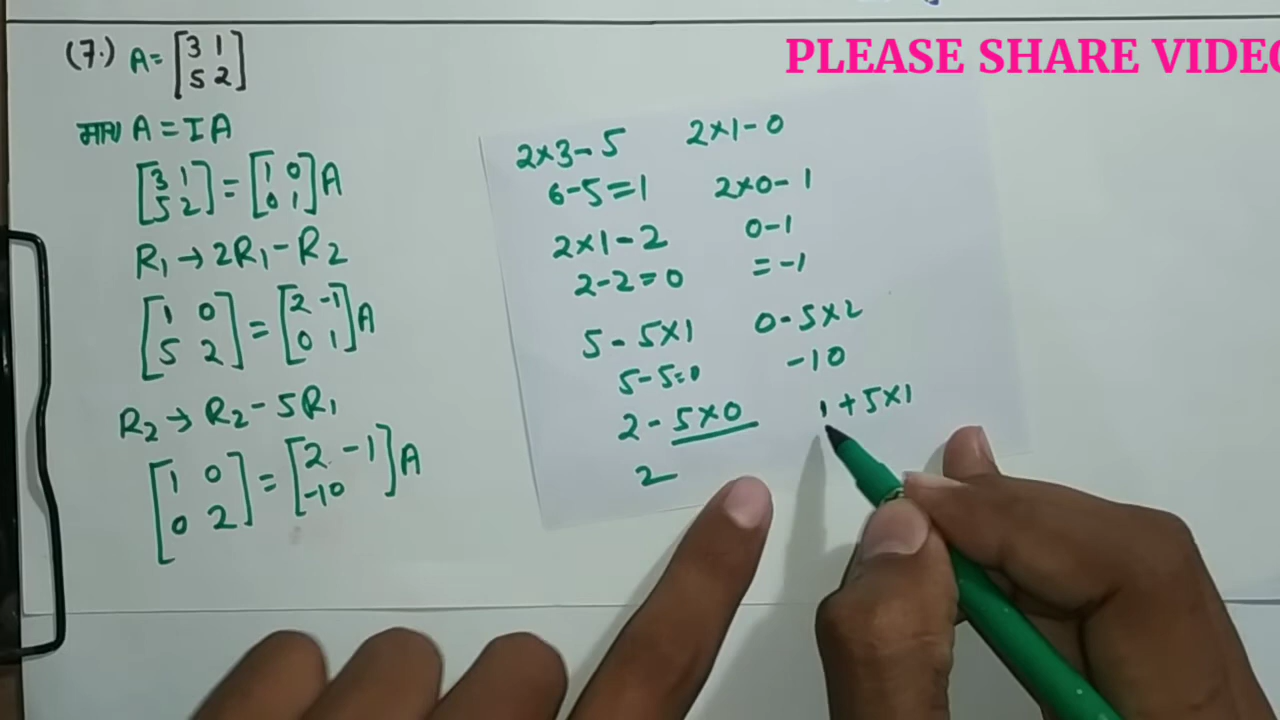 PLEASE SHARE VIDEO
(7.) A = [3 1
5 2]
माना A = IA
[3 1
5 2] = [1 0
0 1] A
R₁ → 2R₁ - R₂
[1 0
5 2] = [2 -1
0 1] A
R₂ → R₂ - 5R₁
[1 0
0 2] = [2 -1
-10 ] A
2×3-5
6-5=1
2×1-2
2-2=0
5-5×1
5-5=0
2-5×0
2
2×1-0
2×0-1
0-1
=-1
0-5×2
-10
1+5×1